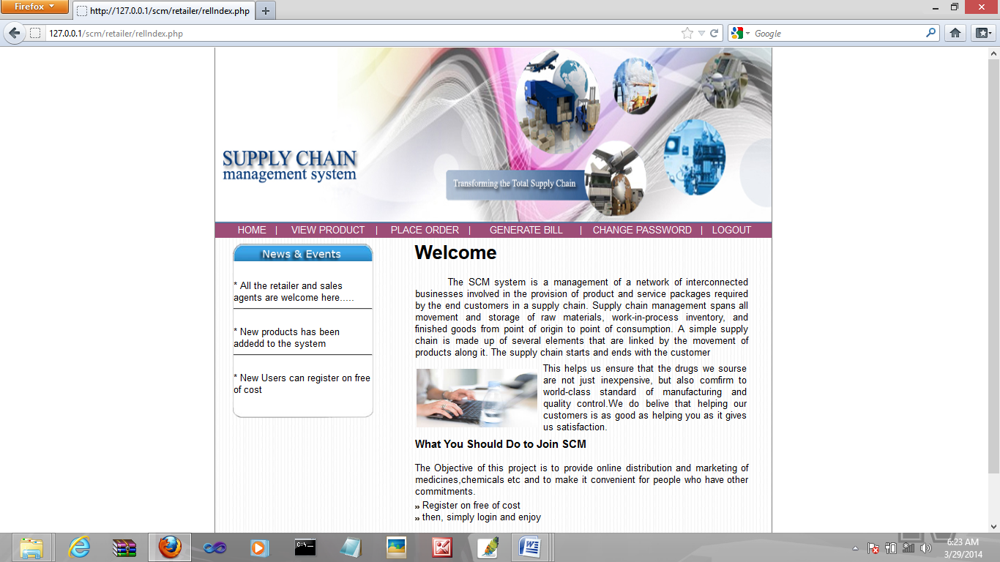 Firefox
http://127.0.0.1/scm/retailer/relIndex.php
127.0.0.1/scm/retailer/relIndex.php
Google
SUPPLY CHAIN
management system
Transforming the Total Supply Chain
HOME | VIEW PRODUCT | PLACE ORDER | GENERATE BILL | CHANGE PASSWORD | LOGOUT
News & Events
* All the retailer and sales
agents are welcome here.....
* New products has been
addedd to the system
* New Users can register on free
of cost
Welcome
The SCM system is a management of a network of interconnected
businesses involved in the provision of product and service packages required
by the end customers in a supply chain. Supply chain management spans all
movement and storage of raw materials, work-in-process inventory, and
finished goods from point of origin to point of consumption. A simple supply
chain is made up of several elements that are linked by the movement of
products along it. The supply chain starts and ends with the customer
This helps us ensure that the drugs we sourse
are not just inexpensive, but also comfirm to
world-class standard of manufacturing and
quality control.We do belive that helping our
customers is as good as helping you as it gives
us satisfaction.
What You Should Do to Join SCM
The Objective of this project is to provide online distribution and marketing of
medicines,chemicals etc and to make it convenient for people who have other
commitments.
» Register on free of cost
» then, simply login and enjoy
6:23 AM
3/29/2014